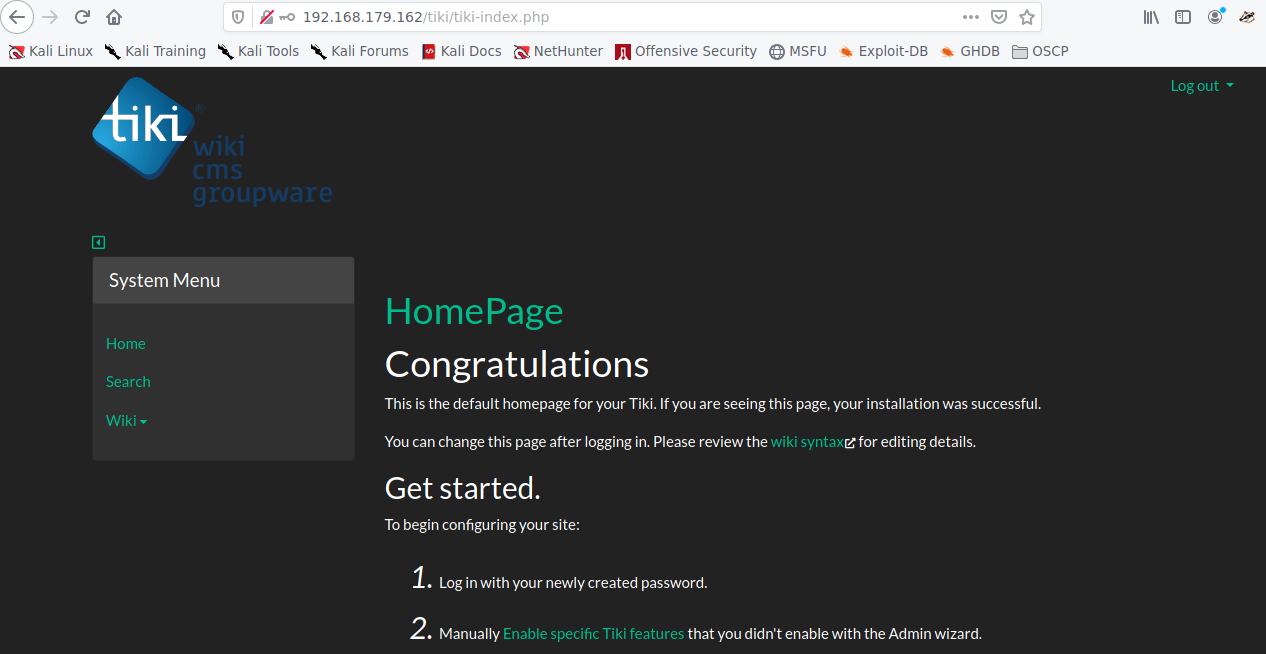 192.168.179.162/tiki/tiki-index.php
Kali Linux Kali Training Kali Tools Kali Forums Kali Docs NetHunter Offensive Security MSFU Exploit-DB GHDB OSCP
Log out
tiki ®
wiki
cms
groupware
System Menu
Home
Search
Wiki
HomePage
Congratulations
This is the default homepage for your Tiki. If you are seeing this page, your installation was successful.
You can change this page after logging in. Please review the wiki syntax for editing details.
Get started.
To begin configuring your site:
1. Log in with your newly created password.
2. Manually Enable specific Tiki features that you didn't enable with the Admin wizard.